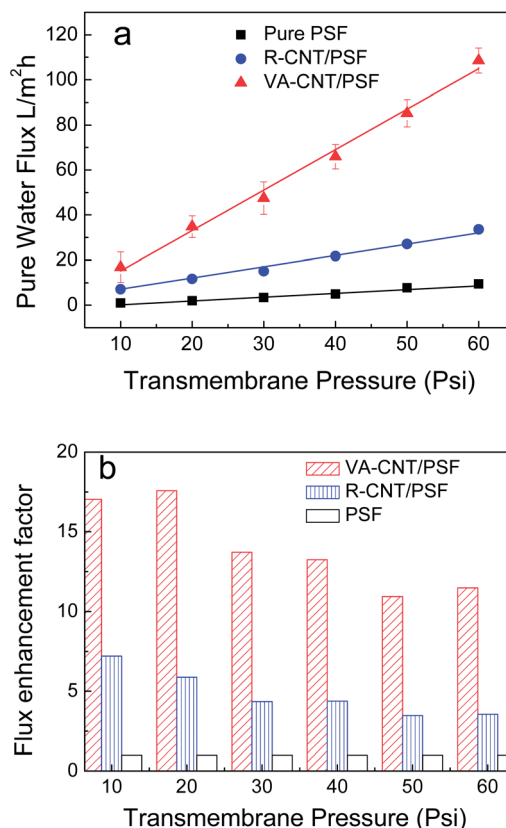 a
Pure PSF
R-CNT/PSF
VA-CNT/PSF
Pure Water Flux L/m²h
120
100
80
60
40
20
0
10 20 30 40 50 60
Transmembrane Pressure (Psi)
b
VA-CNT/PSF
R-CNT/PSF
PSF
Flux enhancement factor
20
15
10
5
0
10 20 30 40 50 60
Transmembrane Pressure (Psi)